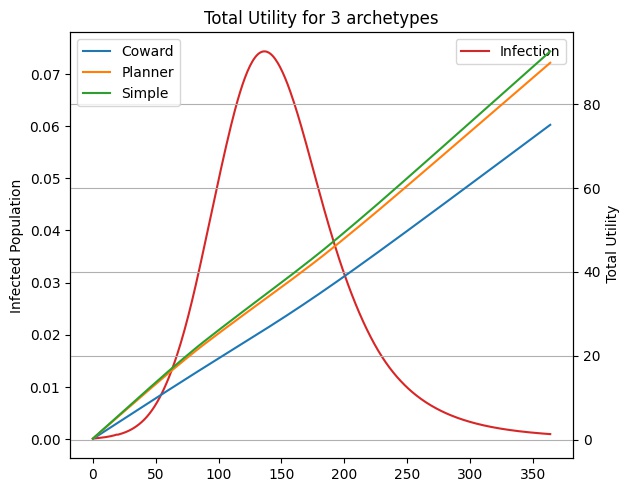 Total Utility for 3 archetypes
Coward
Planner
Simple
Infection
0.07
0.06
0.05
0.04
0.03
0.02
0.01
0.00
Infected Population
80
60
40
20
0
Total Utility
0 50 100 150 200 250 300 350